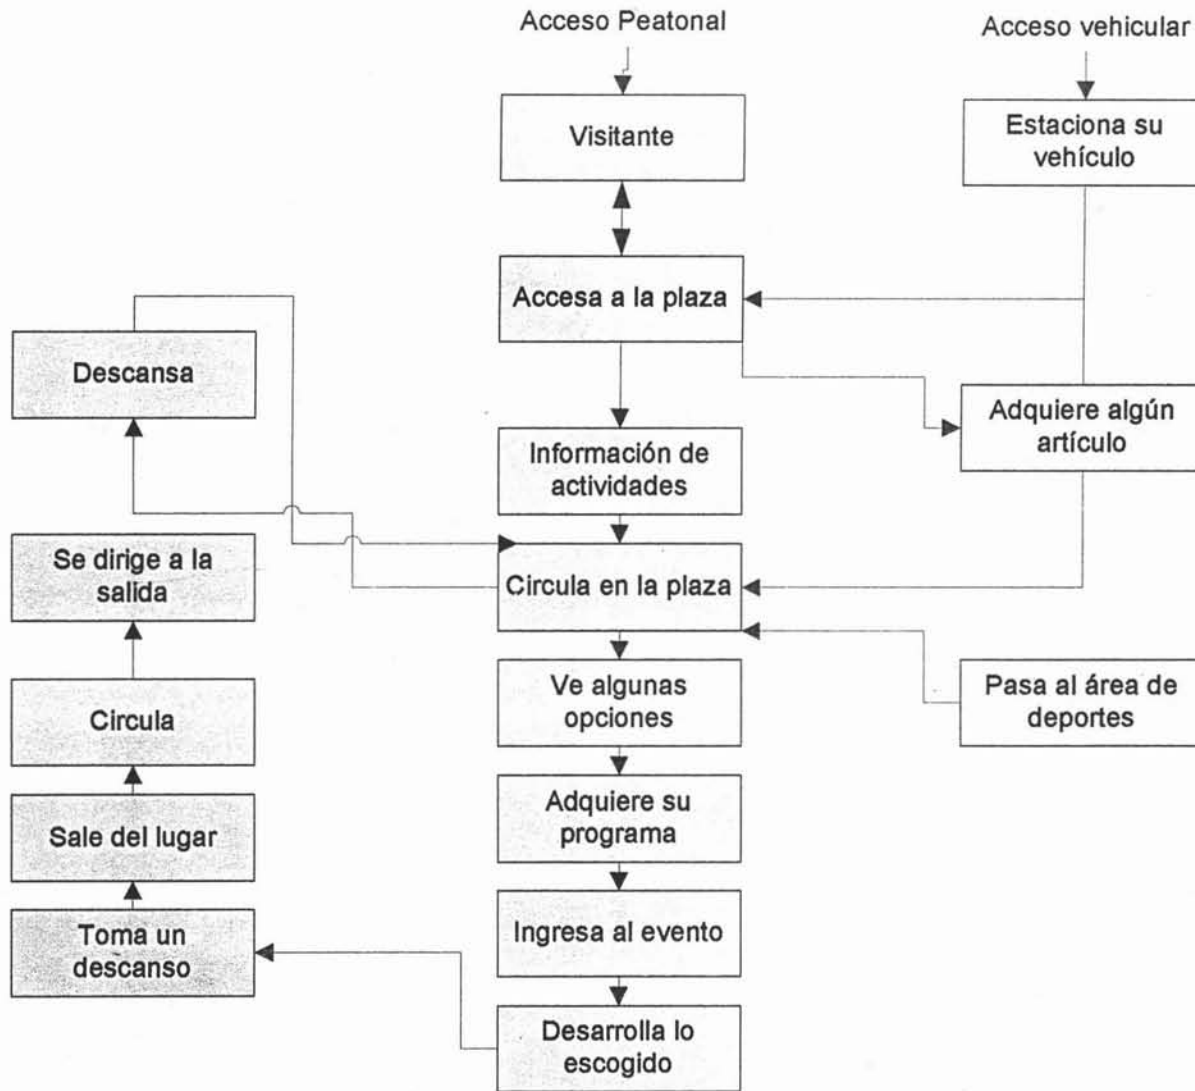 Acceso Peatonal
Acceso vehicular
Visitante
Estaciona su
vehículo
Accesa a la plaza
Descansa
Adquiere algún
artículo
Información de
actividades
Se dirige a la
salida
Circula en la plaza
Ve algunas
opciones
Pasa al área de
deportes
Circula
Adquiere su
programa
Sale del lugar
Ingresa al evento
Toma un
descanso
Desarrolla lo
escogido